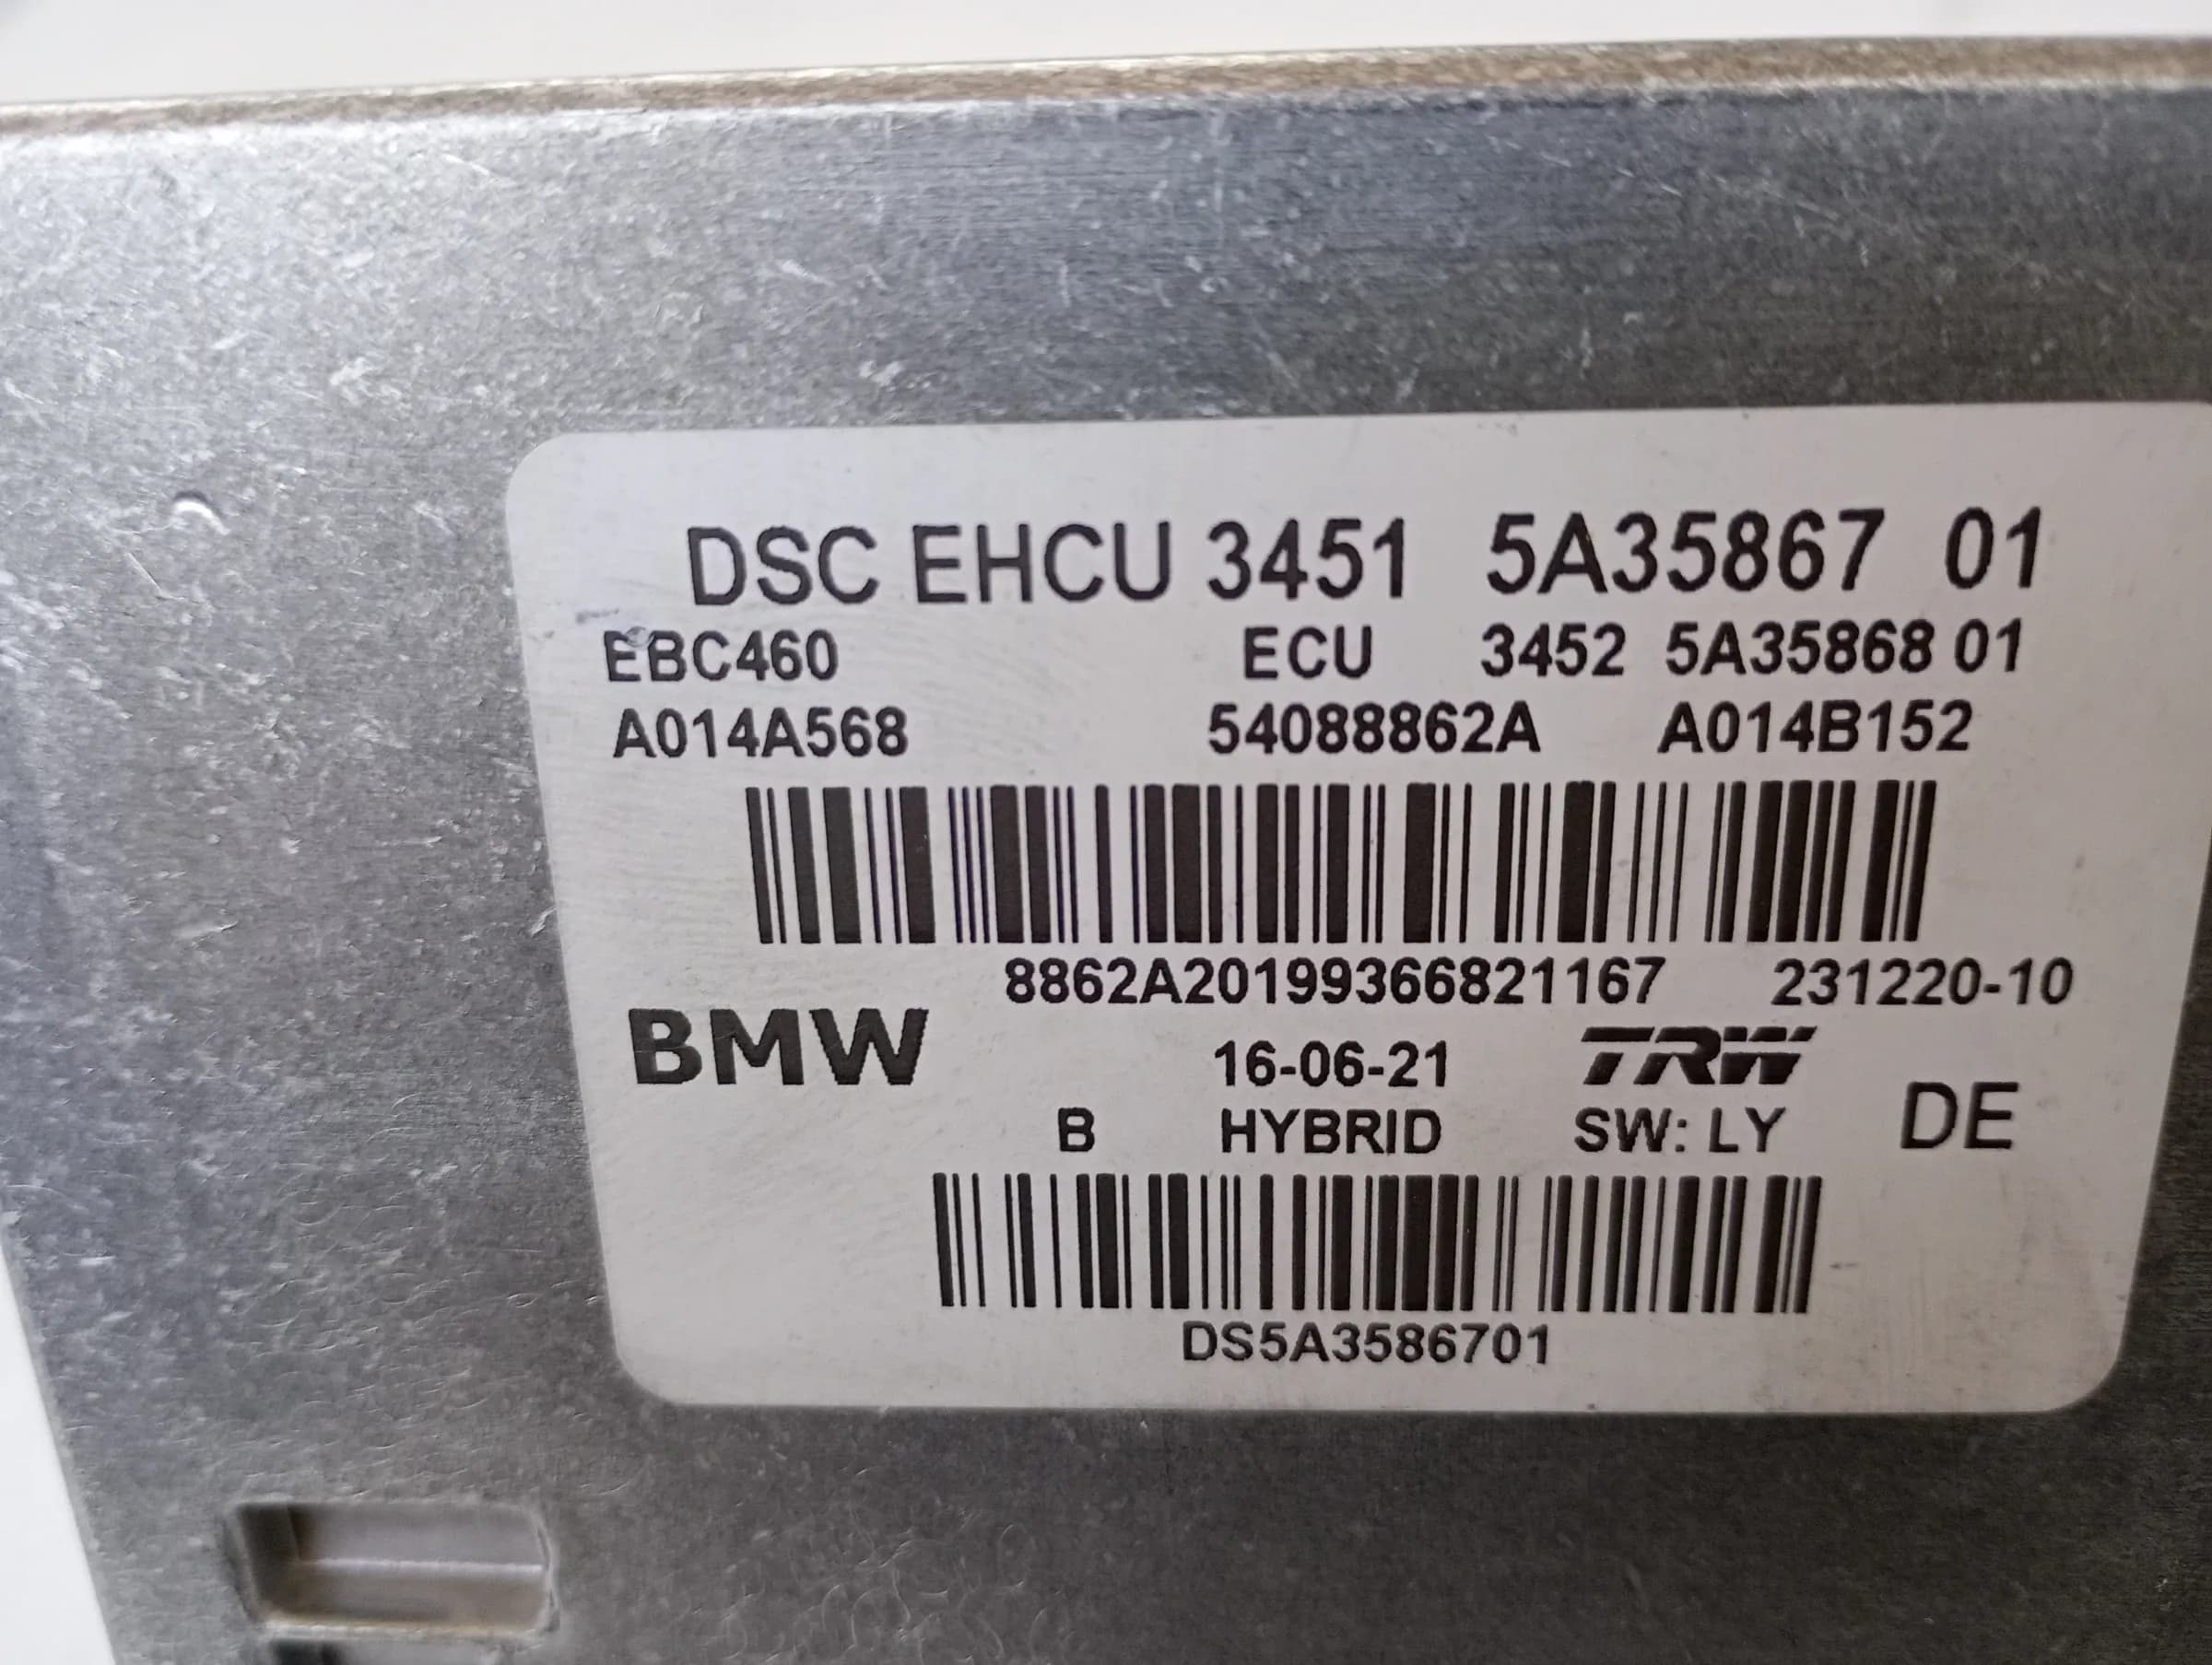 DSC EHCU 3451 5A35867 01
EBC460 ECU 3452 5A35868 01
A014A568 54088862A A014B152
8862A20199366821167 231220-10
BMW 16-06-21 TRW
B HYBRID SW: LY DE
DS5A3586701